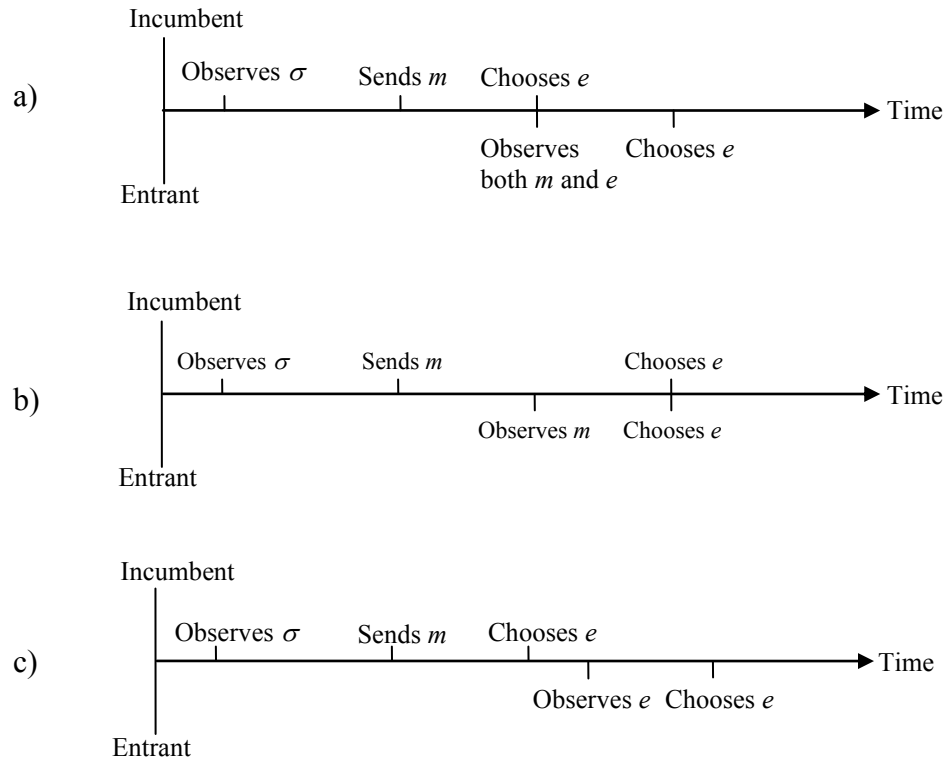 Incumbent
Observes σ
Sends m
Chooses e
a)
Time
Observes
both m and e
Chooses e
Entrant
Incumbent
Observes σ
Sends m
Chooses e
b)
Time
Observes m
Chooses e
Entrant
Incumbent
Observes σ
Sends m
Chooses e
c)
Time
Observes e
Chooses e
Entrant